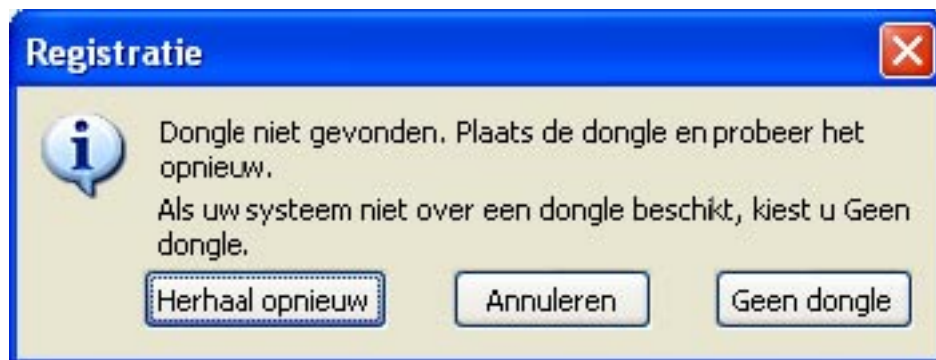 Registratie
Dongle niet gevonden. Plaats de dongle en probeer het
opnieuw.
Als uw systeem niet over een dongle beschikt, kiest u Geen
dongle.
Herhaal opnieuw Annuleren Geen dongle